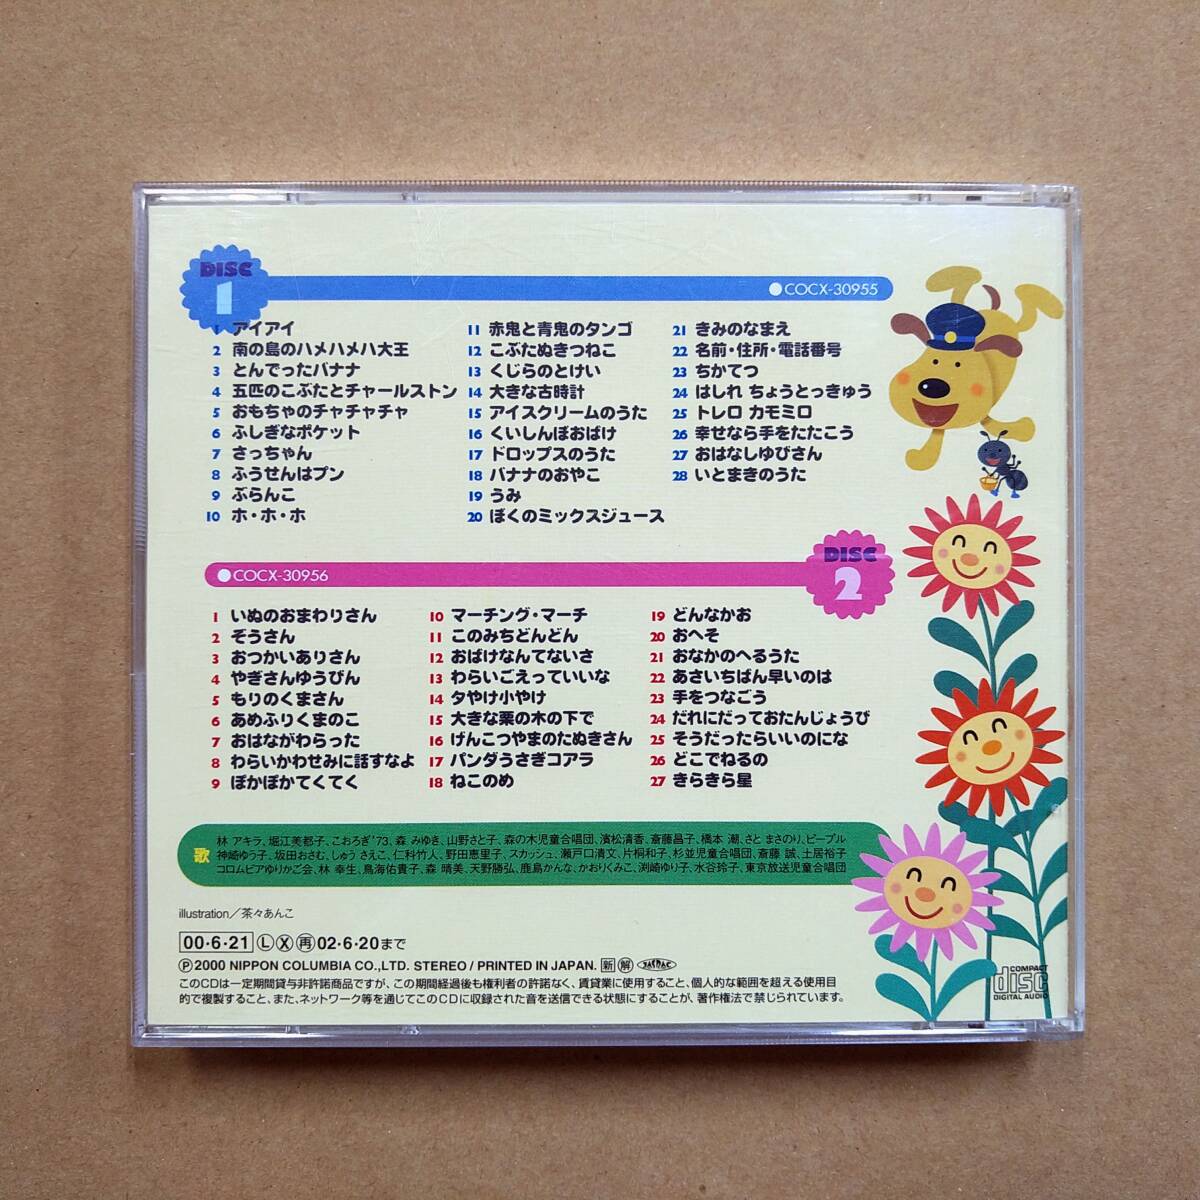 DISC
1
●COCX-30955
1 アイアイ
2 南の島のハメハメハ大王
3 とんでったバナナ
4 五匹のこぶたとチャールストン
5 おもちゃのチャチャチャ
6 ふしぎなポケット
7 さっちゃん
8 ふうせんはプン
9 ぶらんこ
10 ホ・ホ・ホ
11 赤鬼と青鬼のタンゴ
12 こぶたぬきつねこ
13 くじらのとけい
14 大きな古時計
15 アイスクリームのうた
16 くいしんぼおばけ
17 ドロップスのうた
18 バナナのおやこ
19 うみ
20 ぼくのミックスジュース
21 きみのなまえ
22 名前・住所・電話番号
23 ちかてつ
24 はしれ ちょうとっきゅう
25 トレロ カモミロ
26 幸せなら手をたたこう
27 おはなしゆびさん
28 いとまきのうた
●COCX-30956
DISC
2
1 いぬのおまわりさん
2 ぞうさん
3 おつかいありさん
4 やぎさんゆうびん
5 もりのくまさん
6 あめふりくまのこ
7 おはながわらった
8 わらいかわせみに話すなよ
9 ぽかぽかてくてく
10 マーチング・マーチ
11 このみちどんどん
12 おばけなんてないさ
13 わらいごえっていいな
14 夕やけ小やけ
15 大きな栗の木の下で
16 げんこつやまのたぬきさん
17 パンダうさぎコアラ
18 ねこのめ
19 どんなかお
20 おへそ
21 おなかのへるうた
22 あさいちばん早いのは
23 手をつなごう
24 だれにだっておたんじょうび
25 そうだったらいいのにな
26 どこでねるの
27 きらきら星
歌
林 アキラ、堀江美都子、こおろぎ'73、森 みゆき、山野さと子、森の木児童合唱団、濱松清香、斎藤昌子、橋本 潮、さと まさのり、ピープル
神崎ゆう子、坂田おさむ、しゅう さえこ、仁科竹人、野田恵里子、スカッシュ、瀬戸口清文、片桐和子、杉並児童合唱団、斎藤 誠、土居裕子
コロムビアゆりかご会、林 幸生、鳥海佑貴子、森 晴美、天野勝弘、鹿島かんな、かおりくみこ、渕崎ゆり子、水谷玲子、東京放送児童合唱団
illustration／茶々あんこ
00・6・21 Ⓛ Ⓧ 再 02・6・20まで
Ⓟ2000 NIPPON COLUMBIA CO.,LTD. STEREO / PRINTED IN JAPAN. 新 解 JASRAC
このCDは一定期間貸与非許諾商品ですが、この期間経過後も権利者の許諾なく、賃貸業に使用すること、個人的な範囲を超える使用目
的で複製すること、また、ネットワーク等を通じてこのCDに収録された音を送信できる状態にすることが、著作権法で禁じられています。
COMPACT
disc
DIGITAL AUDIO